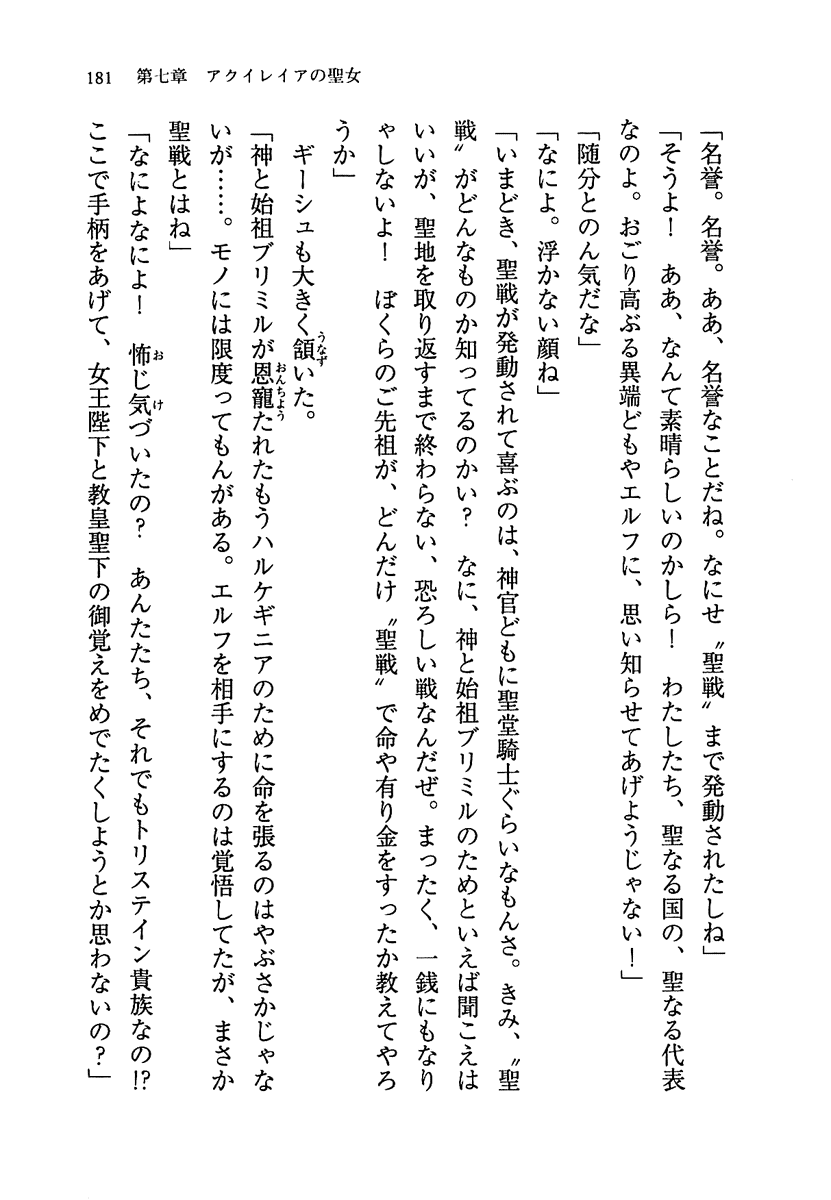 181　第七章　アクイレイアの聖女
「名誉。名誉。ああ、名誉なことだね。なにせ〝聖戦〟まで発動されたしね」
「そうよ！　ああ、なんて素晴らしいのかしら！　わたしたち、聖なる国の、聖なる代表
なのよ。おごり高ぶる異端どもやエルフに、思い知らせてあげようじゃない！」
「随分とのん気だな」
「なによ。浮かない顔ね」
「いまどき、聖戦が発動されて喜ぶのは、神官どもに聖堂騎士ぐらいなもんさ。きみ、〝聖
戦〟がどんなものか知ってるのかい？　なに、神と始祖ブリミルのためといえば聞こえは
いいが、聖地を取り返すまで終わらない、恐ろしい戦なんだぜ。まったく、一銭にもなり
ゃしないよ！　ぼくらのご先祖が、どんだけ〝聖戦〟で命や有り金をすったか教えてやろ
うか」
　ギーシュも大きく頷いた。
「神と始祖ブリミルが恩寵たれたもうハルケギニアのために命を張るのはやぶさかじゃな
いが……。モノには限度ってもんがある。エルフを相手にするのは覚悟してたが、まさか
聖戦とはね」
「なによなによ！　怖じ気づいたの？　あんたたち、それでもトリステイン貴族なの!?
ここで手柄をあげて、女王陛下と教皇聖下の御覚えをめでたくしようとか思わないの？」